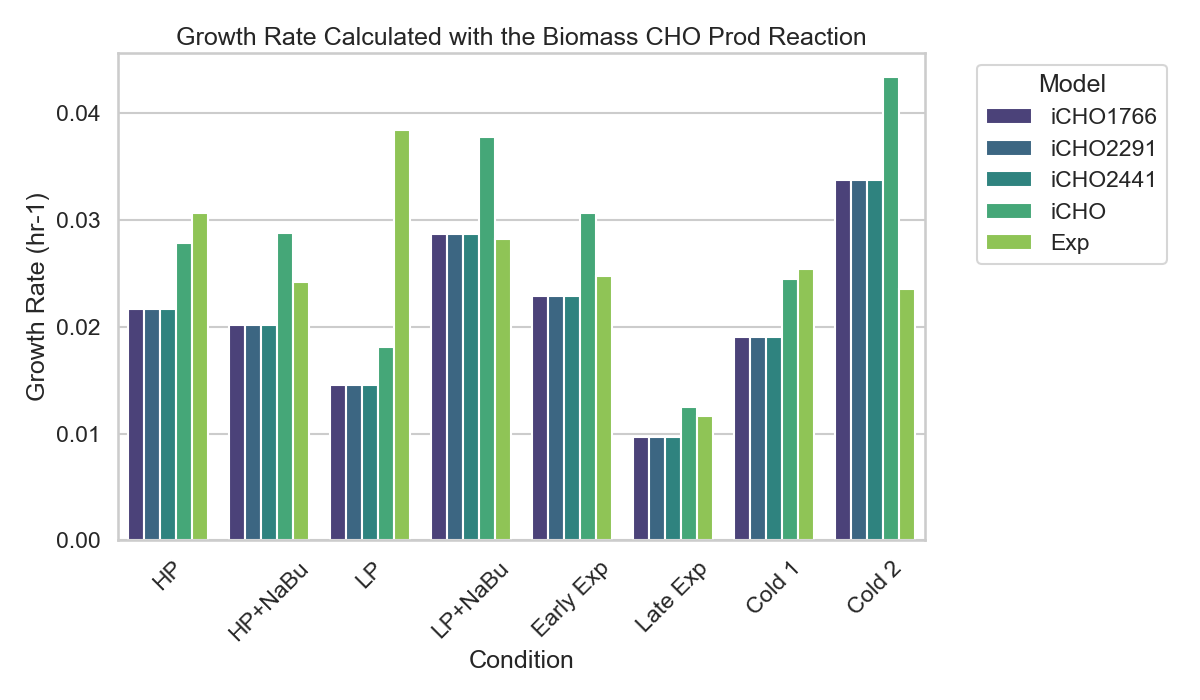 Growth Rate Calculated with the Biomass CHO Prod Reaction
Growth Rate (hr-1)
0.04
0.03
0.02
0.01
0.00
HP
HP+NaBu
LP
LP+NaBu
Early Exp
Late Exp
Cold 1
Cold 2
Condition
Model
iCHO1766
iCHO2291
iCHO2441
iCHO
Exp